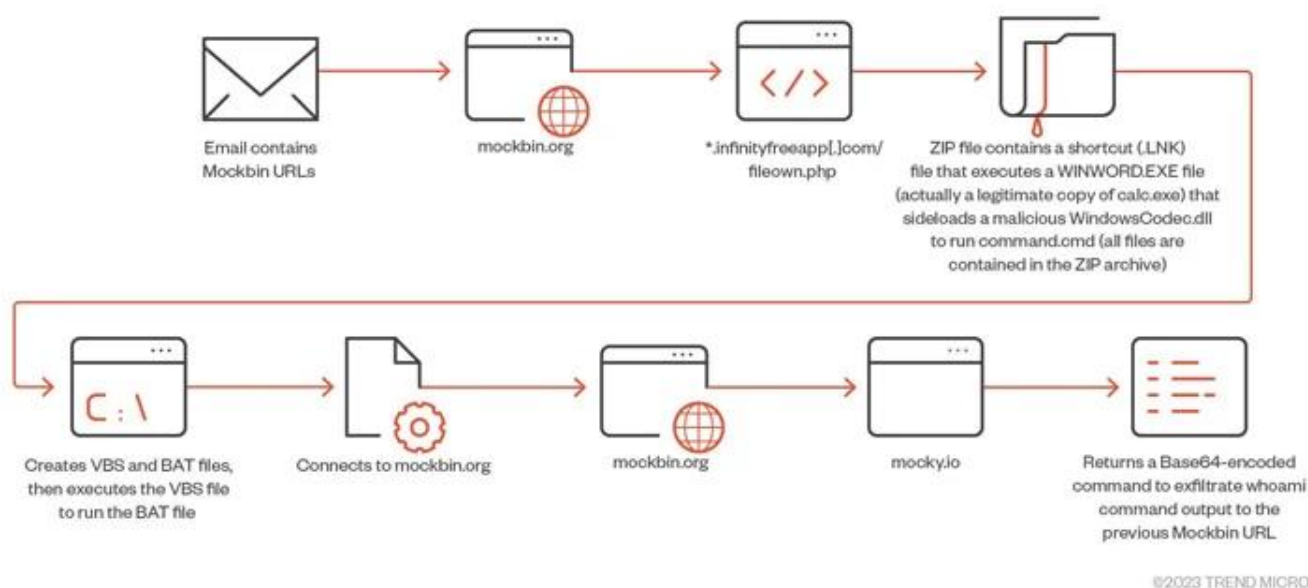 Email contains
Mockbin URLs
mockbin.org
*.infinityfreeapp[.]com/
fileown.php
</>
ZIP file contains a shortcut (.LNK)
file that executes a WINWORD.EXE file
(actually a legitimate copy of calc.exe) that
sideloads a malicious WindowsCodec.dll
to run command.cmd (all files are
contained in the ZIP archive)
C:\
Creates VBS and BAT files,
then executes the VBS file
to run the BAT file
Connects to mockbin.org
mockbin.org
mocky.io
Returns a Base64-encoded
command to exfiltrate whoami
command output to the
previous Mockbin URL
©2023 TREND MICRO